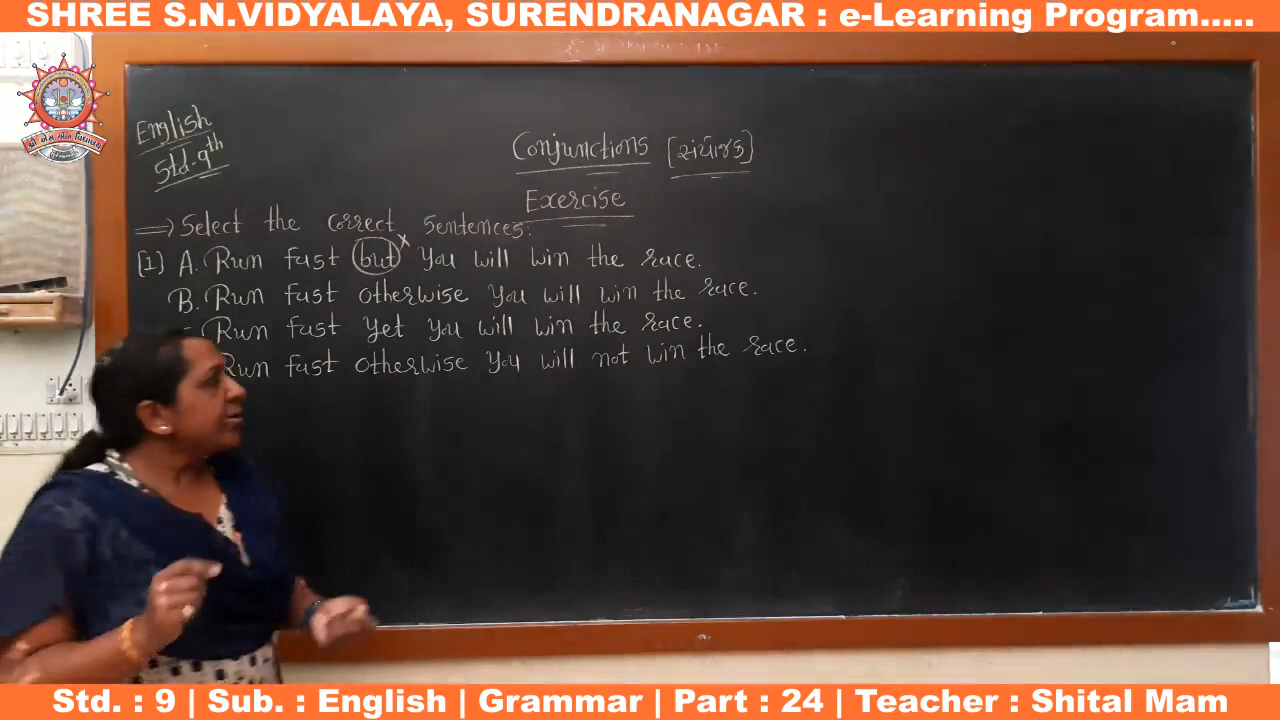 SHREE S.N.VIDYALAYA, SURENDRANAGAR : e-Learning Program.....
English
Std-9th
Conjunctions [સંયોજક]
Exercise
⇒ Select the correct sentences:
[1] A. Run fast but x you will win the race.
B. Run fast otherwise you will win the race.
Run fast yet you will win the race.
Run fast otherwise you will not win the race.
Std. : 9 | Sub. : English | Grammar | Part : 24 | Teacher : Shital Mam